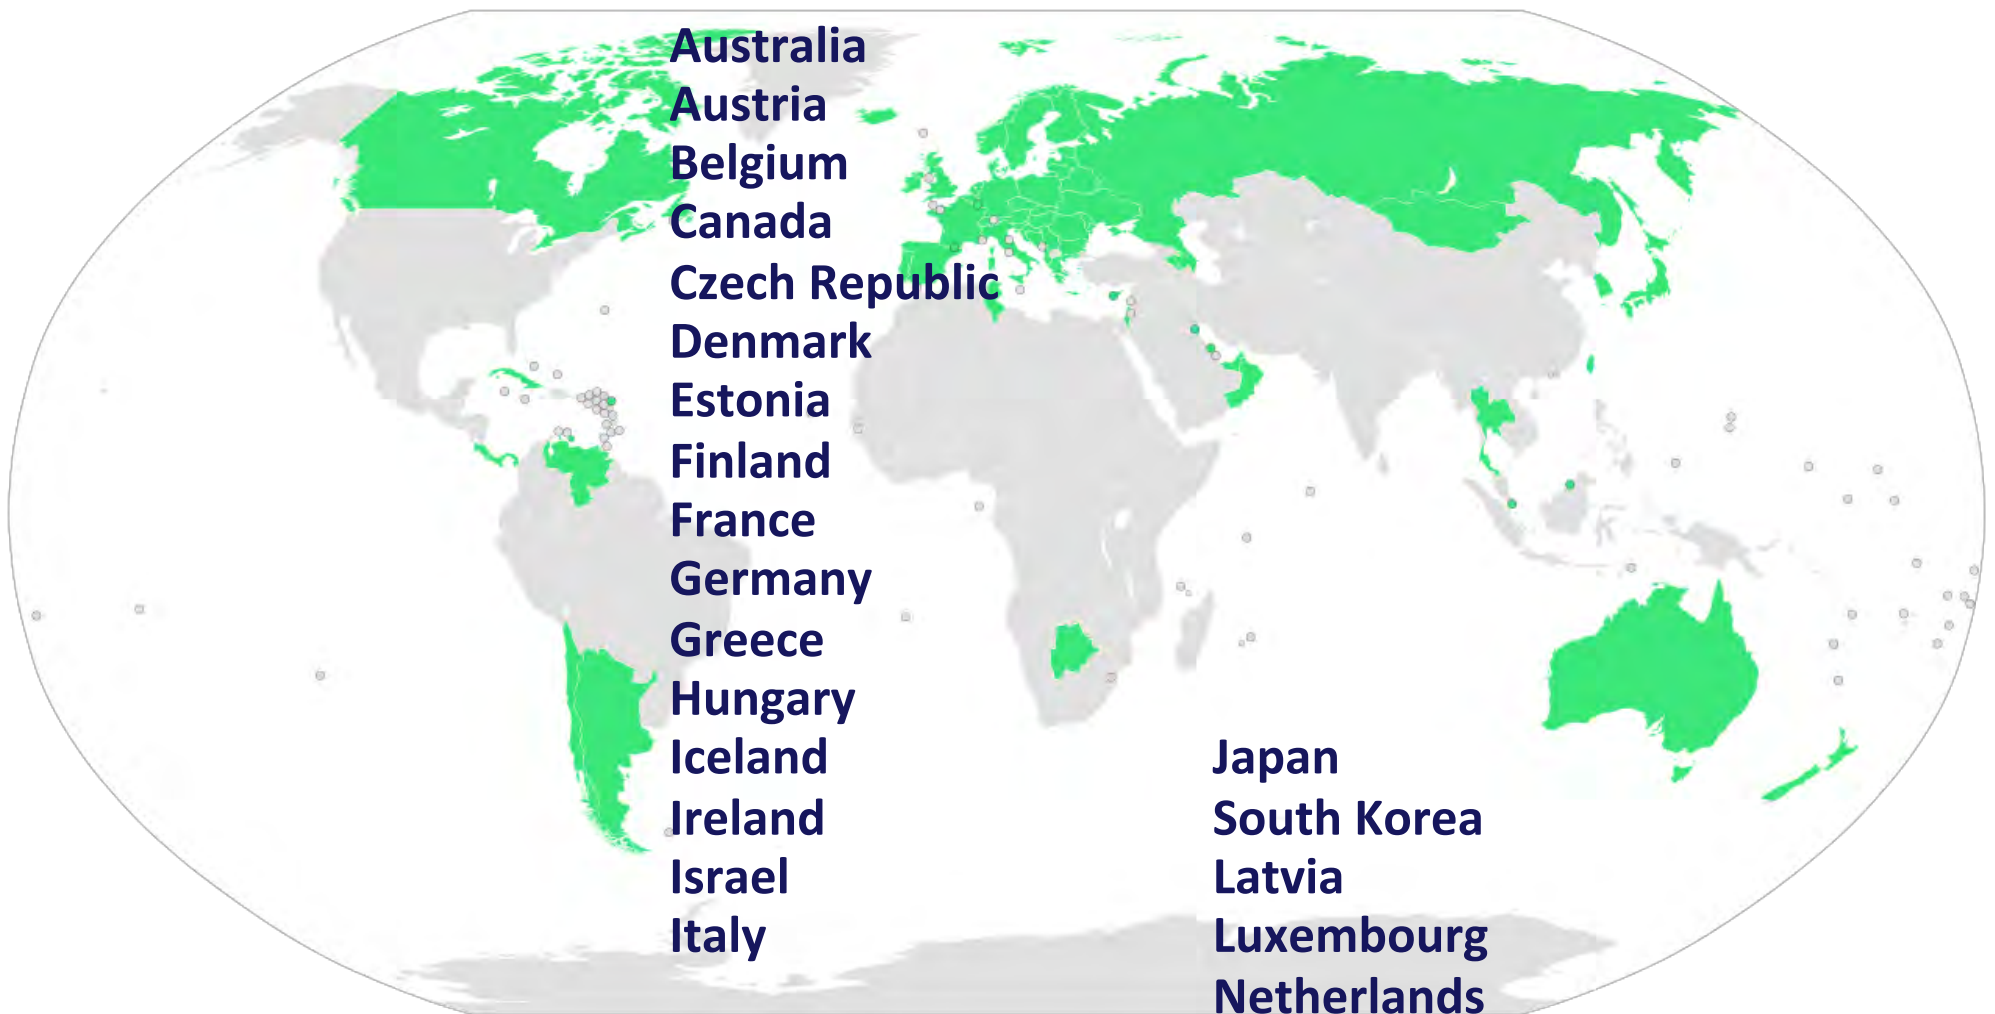 Australia
Austria
Belgium
Canada
Czech Republic
Denmark
Estonia
Finland
France
Germany
Greece
Hungary
Iceland
Ireland
Israel
Italy
Japan
South Korea
Latvia
Luxembourg
Netherlands